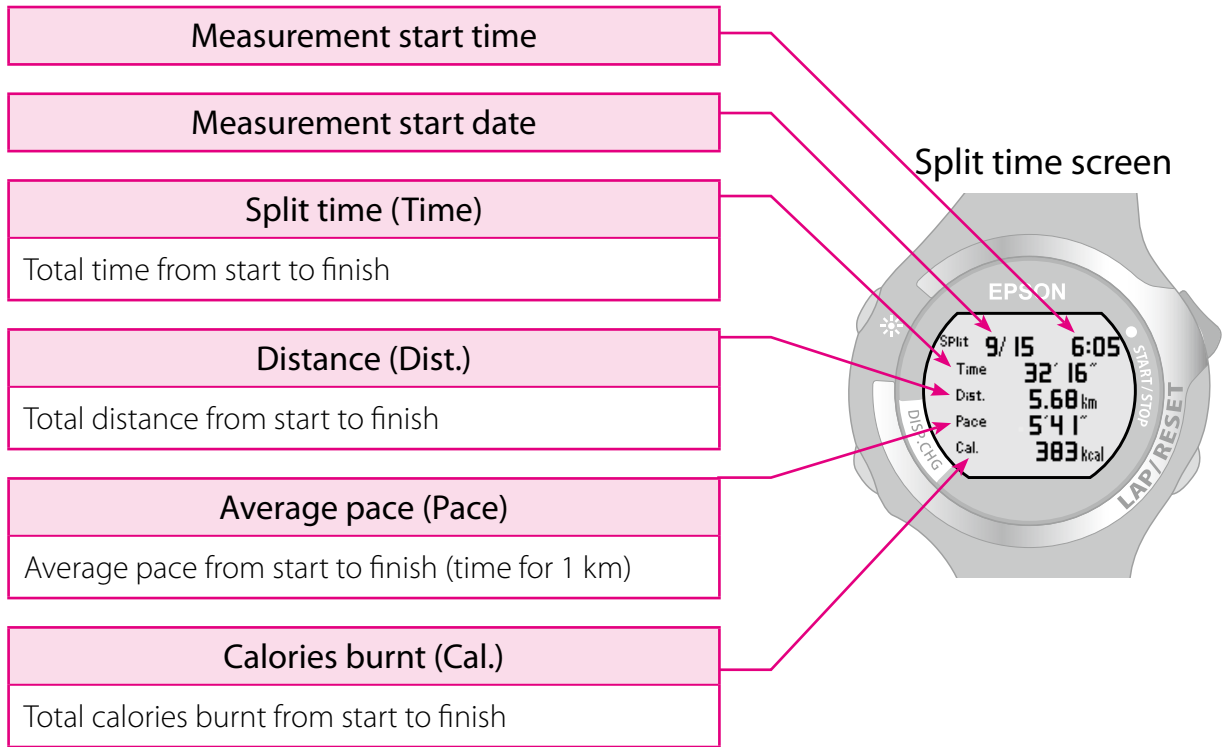 Measurement start time
Measurement start date
Split time (Time)
Total time from start to finish
Distance (Dist.)
Total distance from start to finish
Average pace (Pace)
Average pace from start to finish (time for 1 km)
Calories burnt (Cal.)
Total calories burnt from start to finish
Split time screen
EPSON
SPlit 9/15 6:05
Time 32´16˝
Dist. 5.68 km
Pace 5´41˝
Cal. 383 kcal
START/STOP
DISP.CHG
LAP/RESET